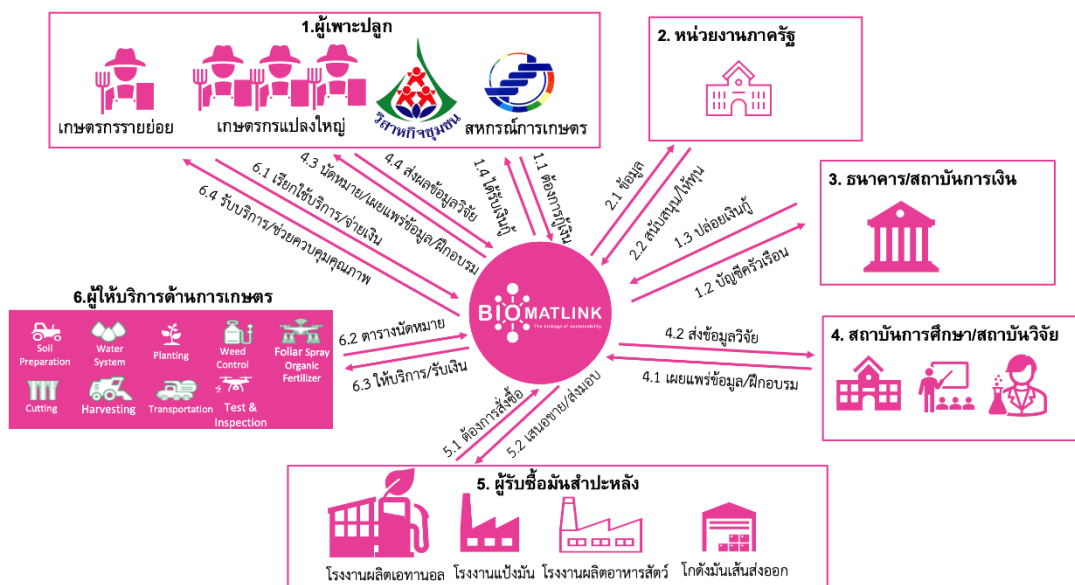 1.ผู้เพาะปลูก
เกษตรกรรายย่อย
เกษตรกรแปลงใหญ่
วิสาหกิจชุมชน
สหกรณ์การเกษตร
2. หน่วยงานภาครัฐ
3. ธนาคาร/สถาบันการเงิน
4. สถาบันการศึกษา/สถาบันวิจัย
6.4 รับบริการ/ช่วยควบคุมคุณภาพ
6.1 เรียกใช้บริการ/จ่ายเงิน
4.3 นัดหมาย/เผยแพร่ข้อมูล/ฝึกอบรม
4.4 ส่งผลข้อมูลวิจัย
1.4 ได้รับเงินกู้
1.1 ต้องการกู้เงิน
2.1 ข้อมูล
2.2 สนับสนุน/ให้ทุน
1.3 ปล่อยเงินกู้
1.2 บัญชีครัวเรือน
BIOMATLINK
The Linkage of sustainability
4.2 ส่งข้อมูลวิจัย
4.1 เผยแพร่ข้อมูล/ฝึกอบรม
6.ผู้ให้บริการด้านการเกษตร
Soil
Preparation
Water
System
Planting
Weed
Control
Foliar Spray
Organic
Fertilizer
Cutting
Harvesting
Transportation
Test &
Inspection
6.2 ตารางนัดหมาย
6.3 ให้บริการ/รับเงิน
5.1 ต้องการสั่งซื้อ
5.2 เสนอขาย/ส่งมอบ
5. ผู้รับซื้อมันสำปะหลัง
โรงงานผลิตเอทานอล
โรงงานแป้งมัน
โรงงานผลิตอาหารสัตว์
โกดังมันเส้นส่งออก